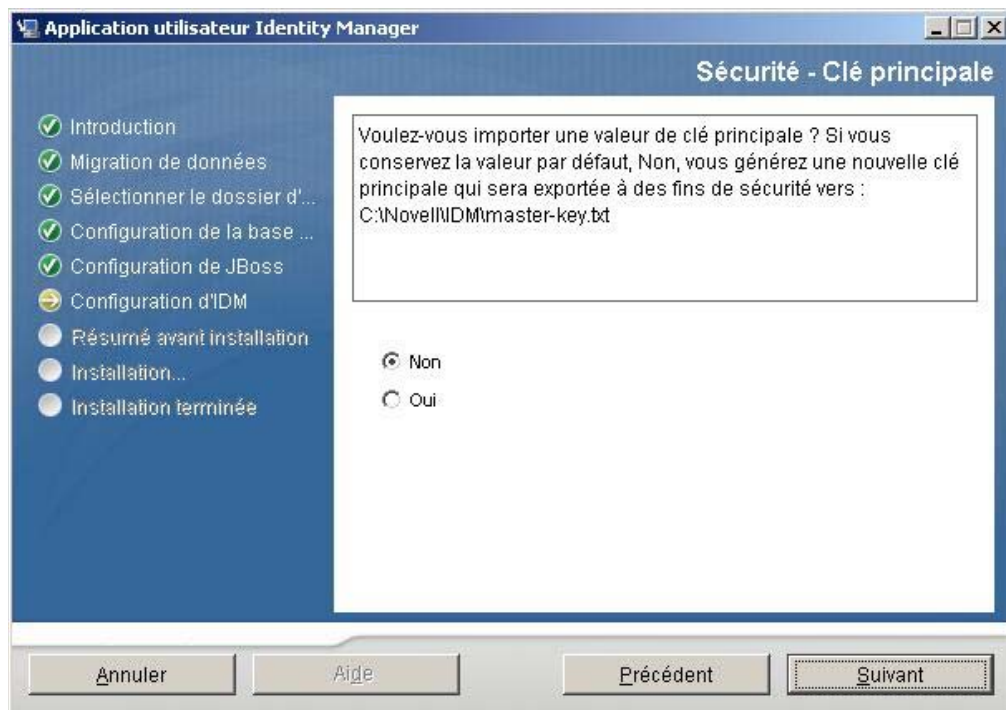 Application utilisateur Identity Manager
Sécurité - Clé principale
Introduction
Migration de données
Sélectionner le dossier d'...
Configuration de la base ...
Configuration de JBoss
Configuration d'IDM
Résumé avant installation
Installation...
Installation terminée
Voulez-vous importer une valeur de clé principale ? Si vous
conservez la valeur par défaut, Non, vous générez une nouvelle clé
principale qui sera exportée à des fins de sécurité vers :
C:\Novell\IDM\master-key.txt
Non
Oui
Annuler
Aide
Précédent
Suivant